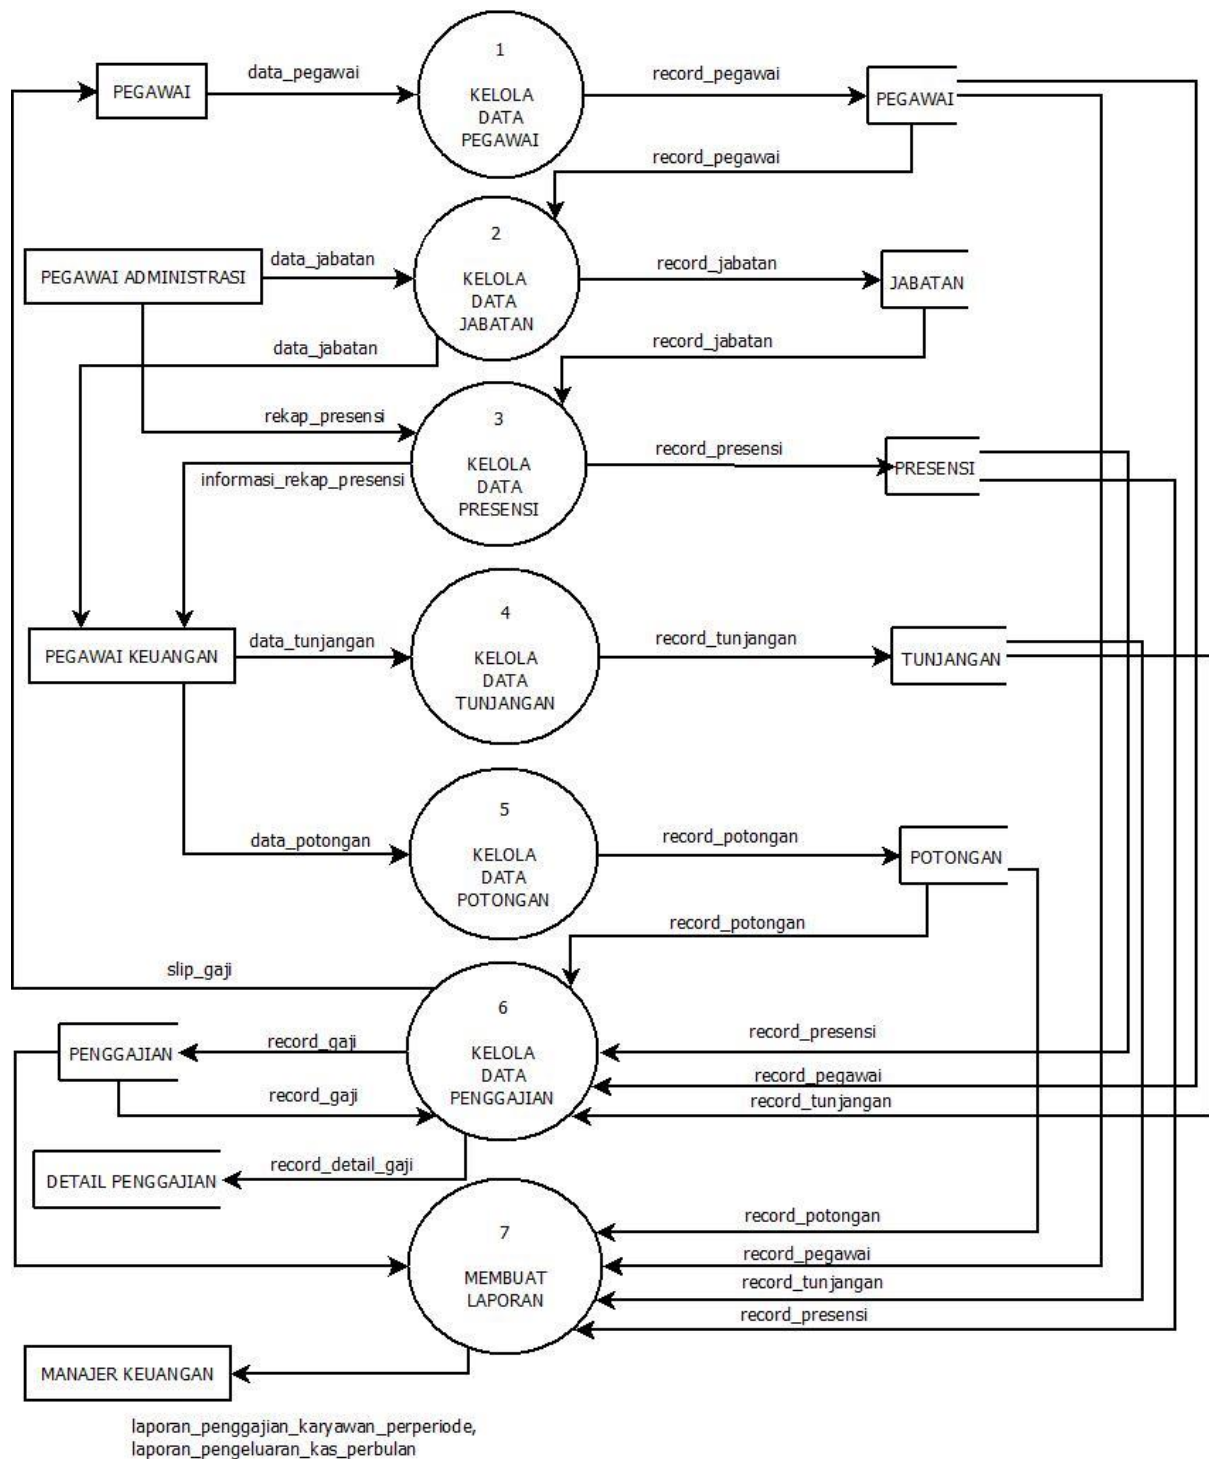 1
data_pegawai
record_pegawai
PEGAWAI
KELOLA
DATA
PEGAWAI
PEGAWAI
record_pegawai
2
data_jabatan
record_jabatan
PEGAWAI ADMINISTRASI
KELOLA
DATA
JABATAN
JABATAN
data_jabatan
record_jabatan
3
rekap_presensi
record_presensi
KELOLA
DATA
PRESENSI
PRESENSI
informasi_rekap_presensi
4
data_tunjangan
record_tunjangan
PEGAWAI KEUANGAN
KELOLA
DATA
TUNJANGAN
TUNJANGAN
5
data_potongan
record_potongan
KELOLA
DATA
POTONGAN
POTONGAN
record_potongan
slip_gaji
6
record_gaji
record_presensi
PENGGAJIAN
KELOLA
DATA
PENGGAJIAN
record_pegawai
record_gaji
record_tunjangan
record_detail_gaji
DETAIL PENGGAJIAN
record_potongan
7
record_pegawai
MEMBUAT
LAPORAN
record_tunjangan
record_presensi
MANAJER KEUANGAN
laporan_penggajian_karyawan_perperiode,
laporan_pengeluaran_kas_perbulan